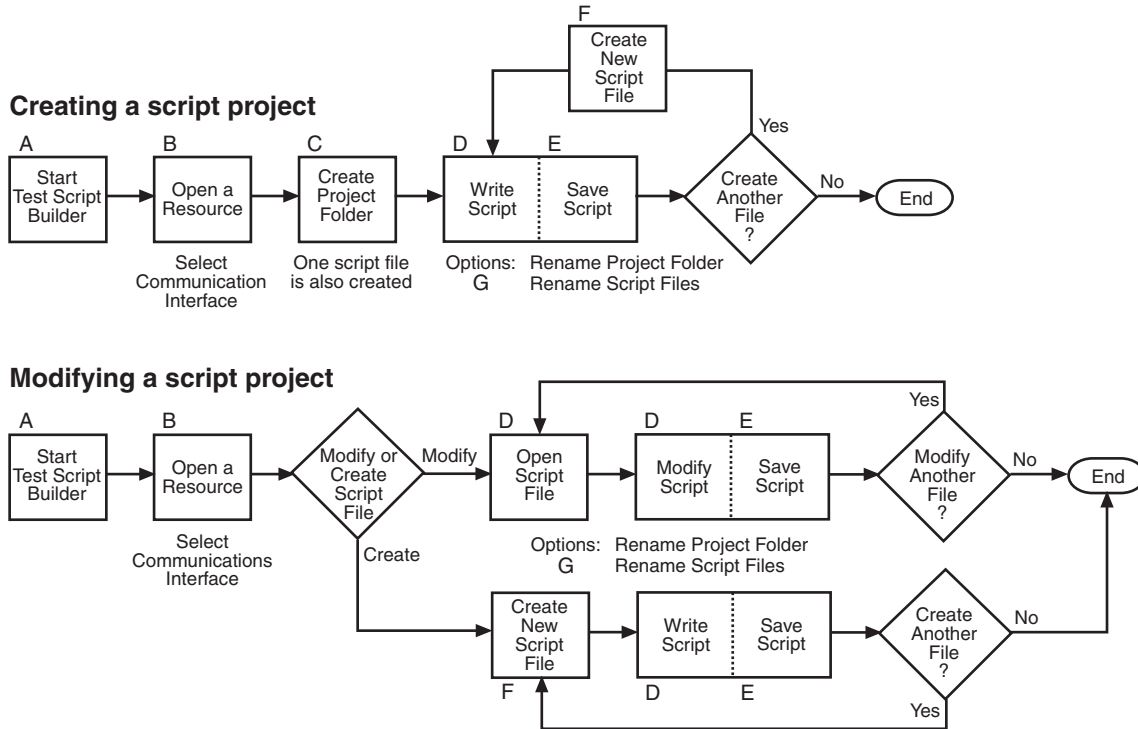 F
Create
New
Script
File
Creating a script project
Yes
A
B
C
D
E
Start
Test Script
Builder
Open a
Resource
Create
Project
Folder
Write
Script
Save
Script
Create
Another
File
?
No
End
Select
Communication
Interface
One script file
is also created
Options:
G
Rename Project Folder
Rename Script Files
Modifying a script project
Yes
A
B
D
D
E
Start
Test Script
Builder
Open a
Resource
Modify or
Create
Script
File
Modify
Open
Script
File
Modify
Script
Save
Script
Modify
Another
File
?
No
End
Select
Communications
Interface
Create
Options:
G
Rename Project Folder
Rename Script Files
Create
New
Script
File
F
Write
Script
Save
Script
D
E
Create
Another
File
?
No
Yes